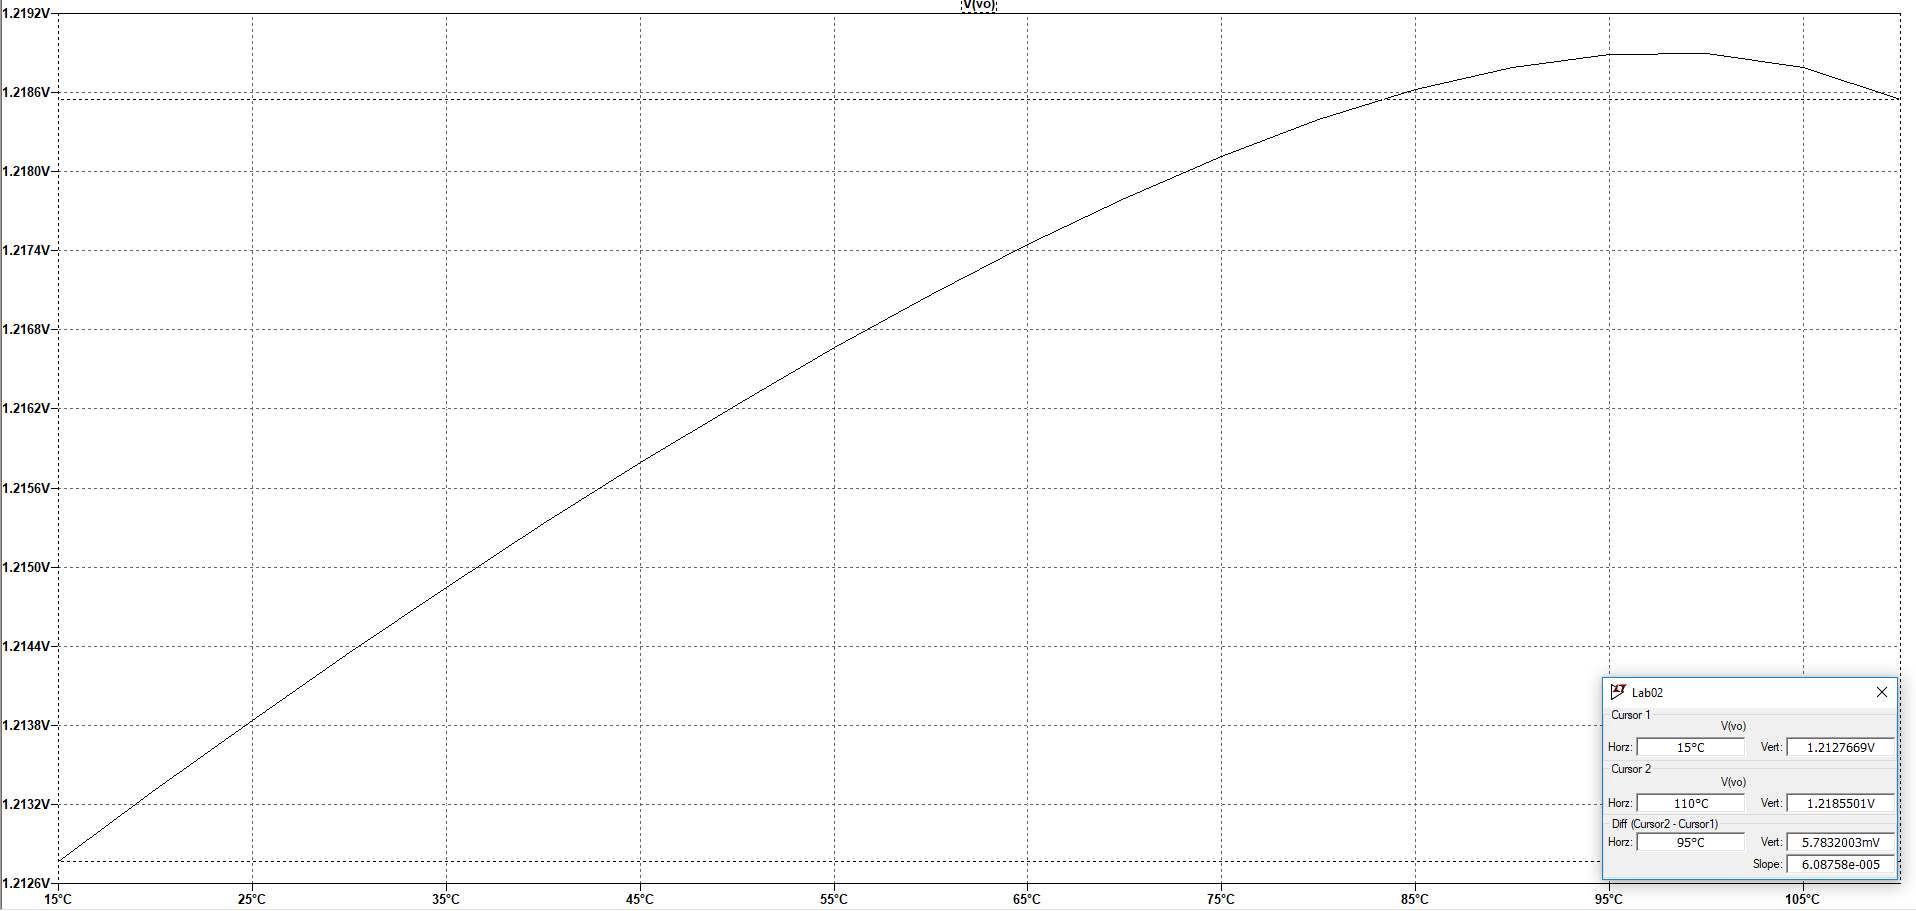 V(vo)
1.2192V
1.2186V
1.2180V
1.2174V
1.2168V
1.2162V
1.2156V
1.2150V
1.2144V
1.2138V
1.2132V
1.2126V
15°C 25°C 35°C 45°C 55°C 65°C 75°C 85°C 95°C 105°C
Lab02
Cursor 1
V(vo)
Horz: 15°C Vert: 1.2127669V
Cursor 2
V(vo)
Horz: 110°C Vert: 1.2185501V
Diff (Cursor2 - Cursor1)
Horz: 95°C Vert: 5.7832003mV
Slope: 6.08758e-005